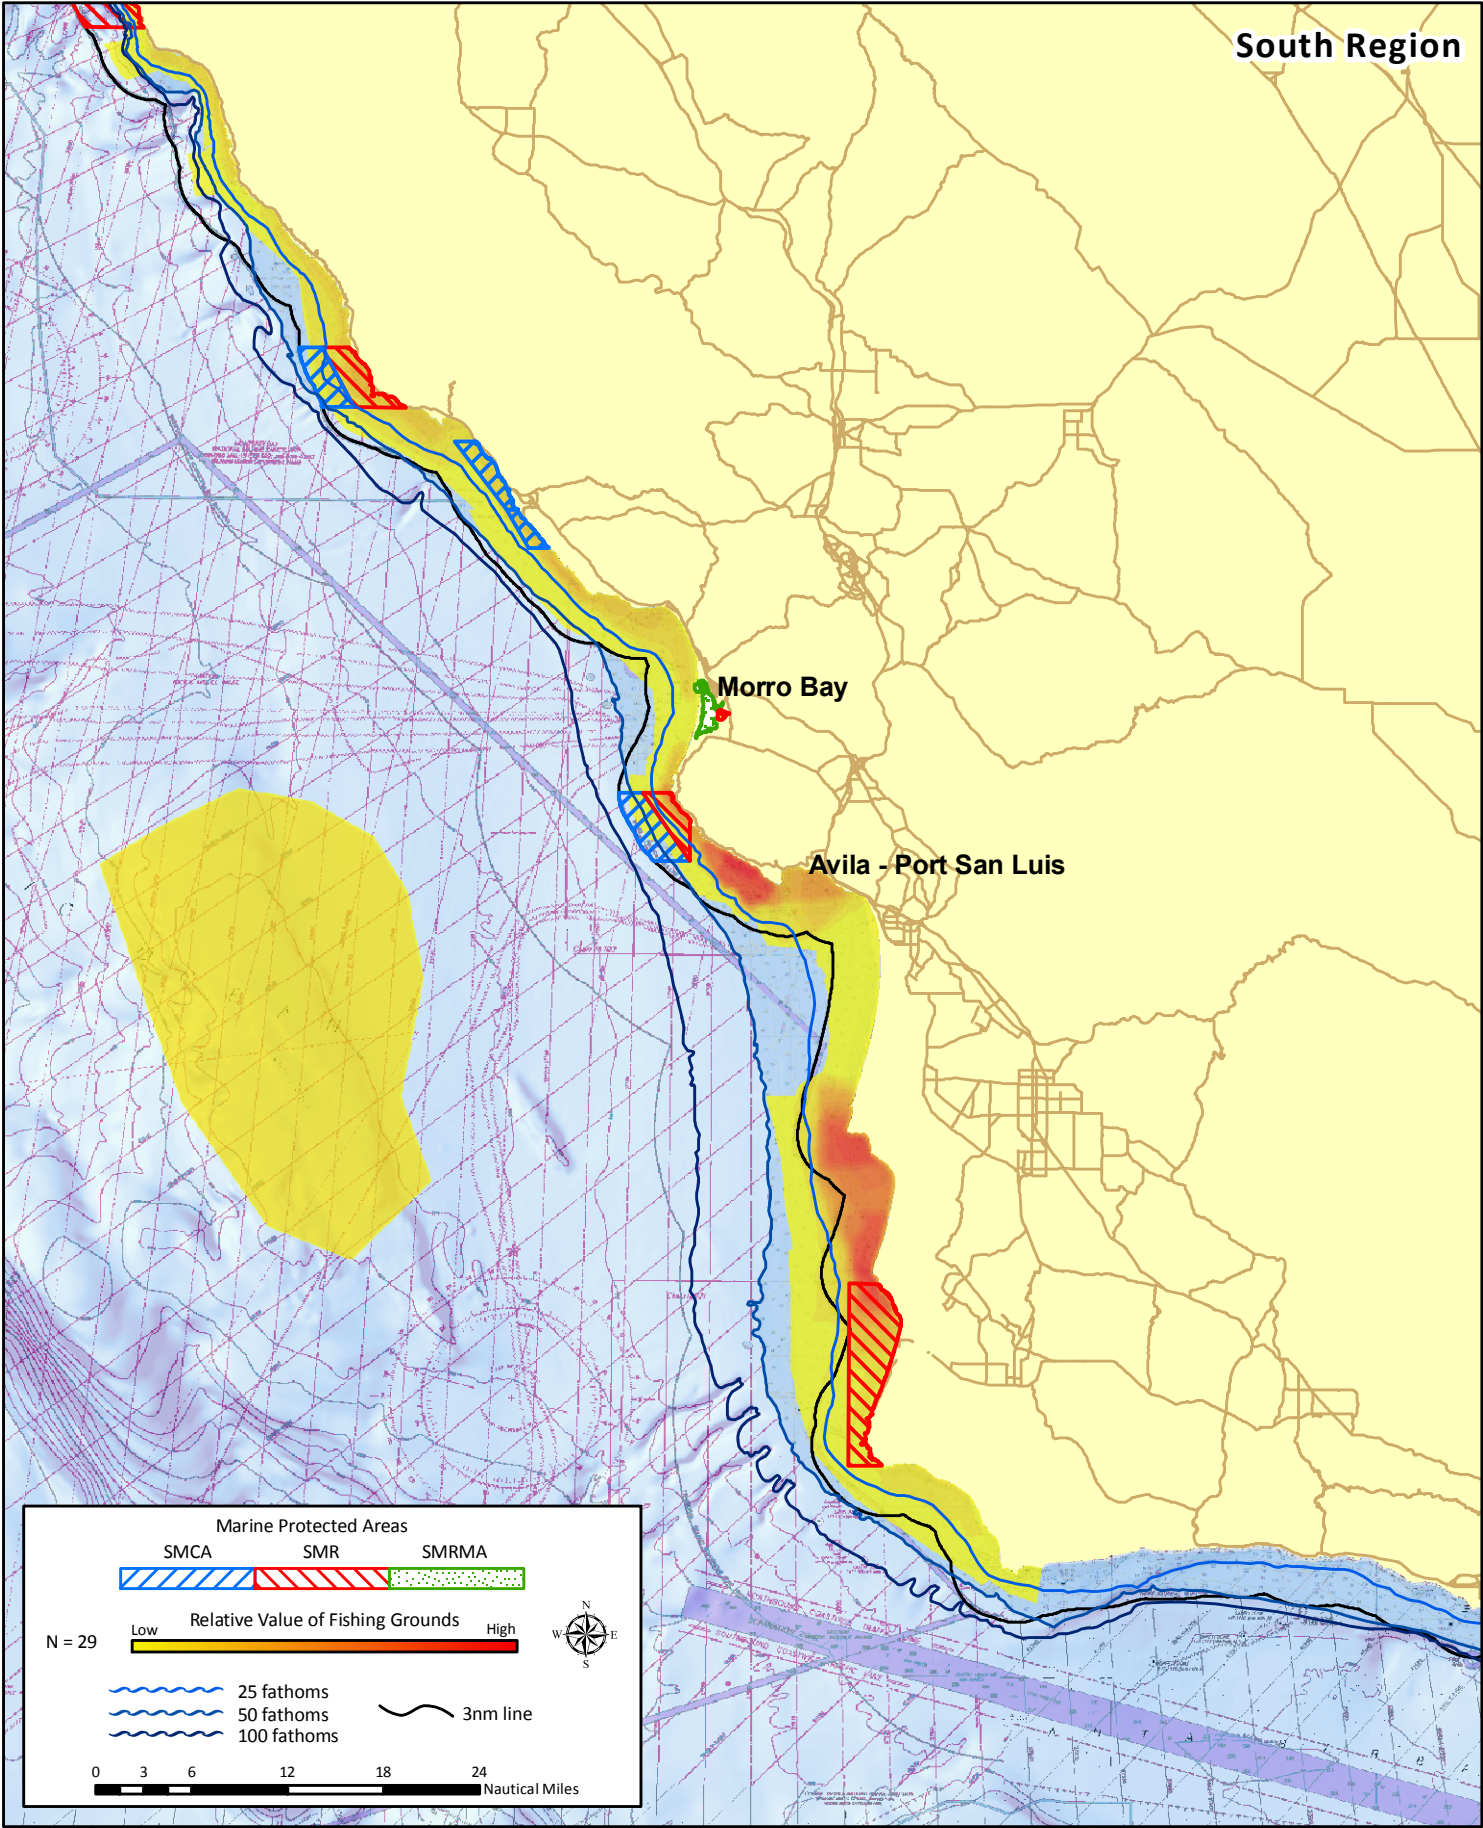 South Region
Morro Bay
Avila - Port San Luis
Marine Protected Areas
SMCA SMR SMRMA
Relative Value of Fishing Grounds
Low High
N = 29
N
W E
S
25 fathoms
50 fathoms
100 fathoms
3nm line
0 3 6 12 18 24
Nautical Miles